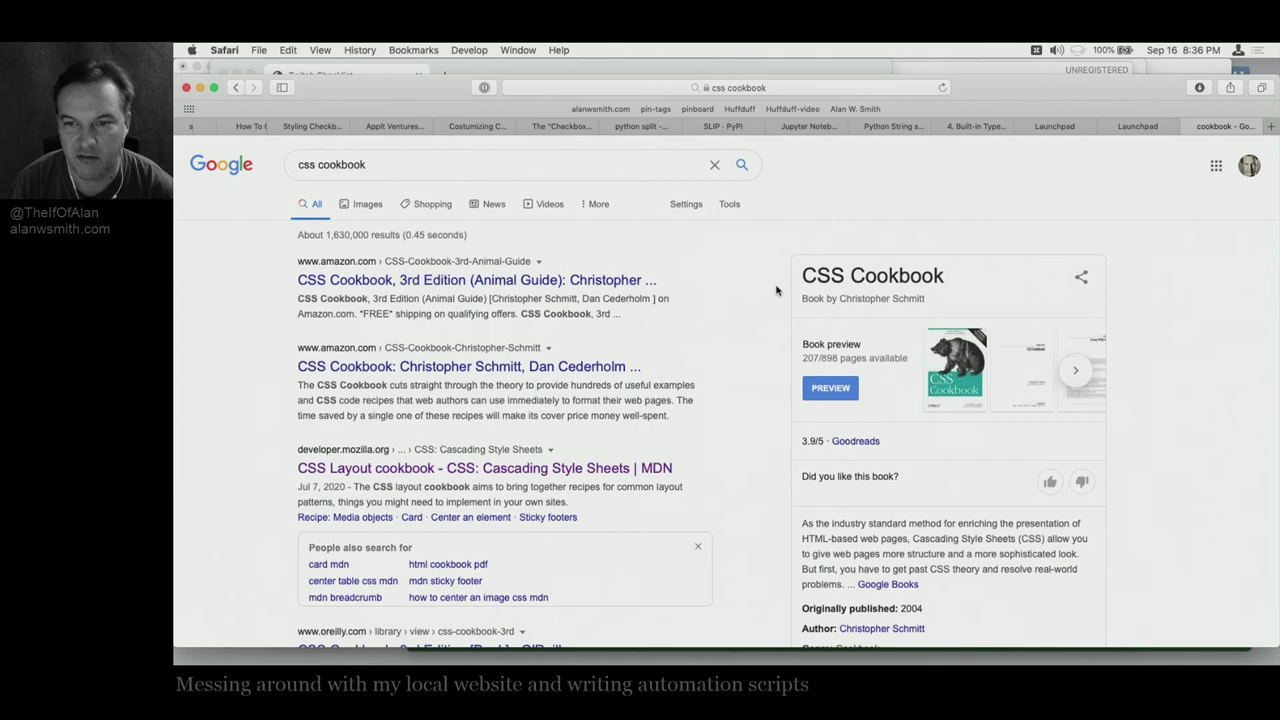 Safari File Edit View History Bookmarks Develop Window Help
100% Sep 16 8:36 PM
Twitch Checklist
UNREGISTERED
css cookbook
alanwsmith.com pin-tags pinboard Huffduff Huffduff-video Alan W. Smith
s How To C Styling Checkb... AppIt Ventures... Costumizing C... The "Checkbox... python split -... SLIP · PyPI Jupyter Noteb... Python String s... 4. Built-in Type... Launchpad Launchpad cookbook - Go...
Google
css cookbook
All Images Shopping News Videos More Settings Tools
@TheIfOfAlan
alanwsmith.com
About 1,630,000 results (0.45 seconds)
www.amazon.com › CSS-Cookbook-3rd-Animal-Guide
CSS Cookbook, 3rd Edition (Animal Guide): Christopher ...
CSS Cookbook, 3rd Edition (Animal Guide) [Christopher Schmitt, Dan Cederholm ] on
Amazon.com. *FREE* shipping on qualifying offers. CSS Cookbook, 3rd ...
www.amazon.com › CSS-Cookbook-Christopher-Schmitt
CSS Cookbook: Christopher Schmitt, Dan Cederholm ...
The CSS Cookbook cuts straight through the theory to provide hundreds of useful examples
and CSS code recipes that web authors can use immediately to format their web pages. The
time saved by a single one of these recipes will make its cover price money well-spent.
developer.mozilla.org › ... › CSS: Cascading Style Sheets
CSS Layout cookbook - CSS: Cascading Style Sheets | MDN
Jul 7, 2020 - The CSS layout cookbook aims to bring together recipes for common layout
patterns, things you might need to implement in your own sites.
Recipe: Media objects · Card · Center an element · Sticky footers
People also search for
card mdn html cookbook pdf
center table css mdn mdn sticky footer
mdn breadcrumb how to center an image css mdn
www.oreilly.com › library › view › css-cookbook-3rd
CSS Cookbook, 3rd Edition [Book] - O'Reilly
CSS Cookbook
Book by Christopher Schmitt
Book preview
207/898 pages available
PREVIEW
CSS
Cookbook
3.9/5 · Goodreads
Did you like this book?
As the industry standard method for enriching the presentation of
HTML-based web pages, Cascading Style Sheets (CSS) allow you
to give web pages more structure and a more sophisticated look.
But first, you have to get past CSS theory and resolve real-world
problems. ... Google Books
Originally published: 2004
Author: Christopher Schmitt
Genre: Cookbook
Messing around with my local website and writing automation scripts